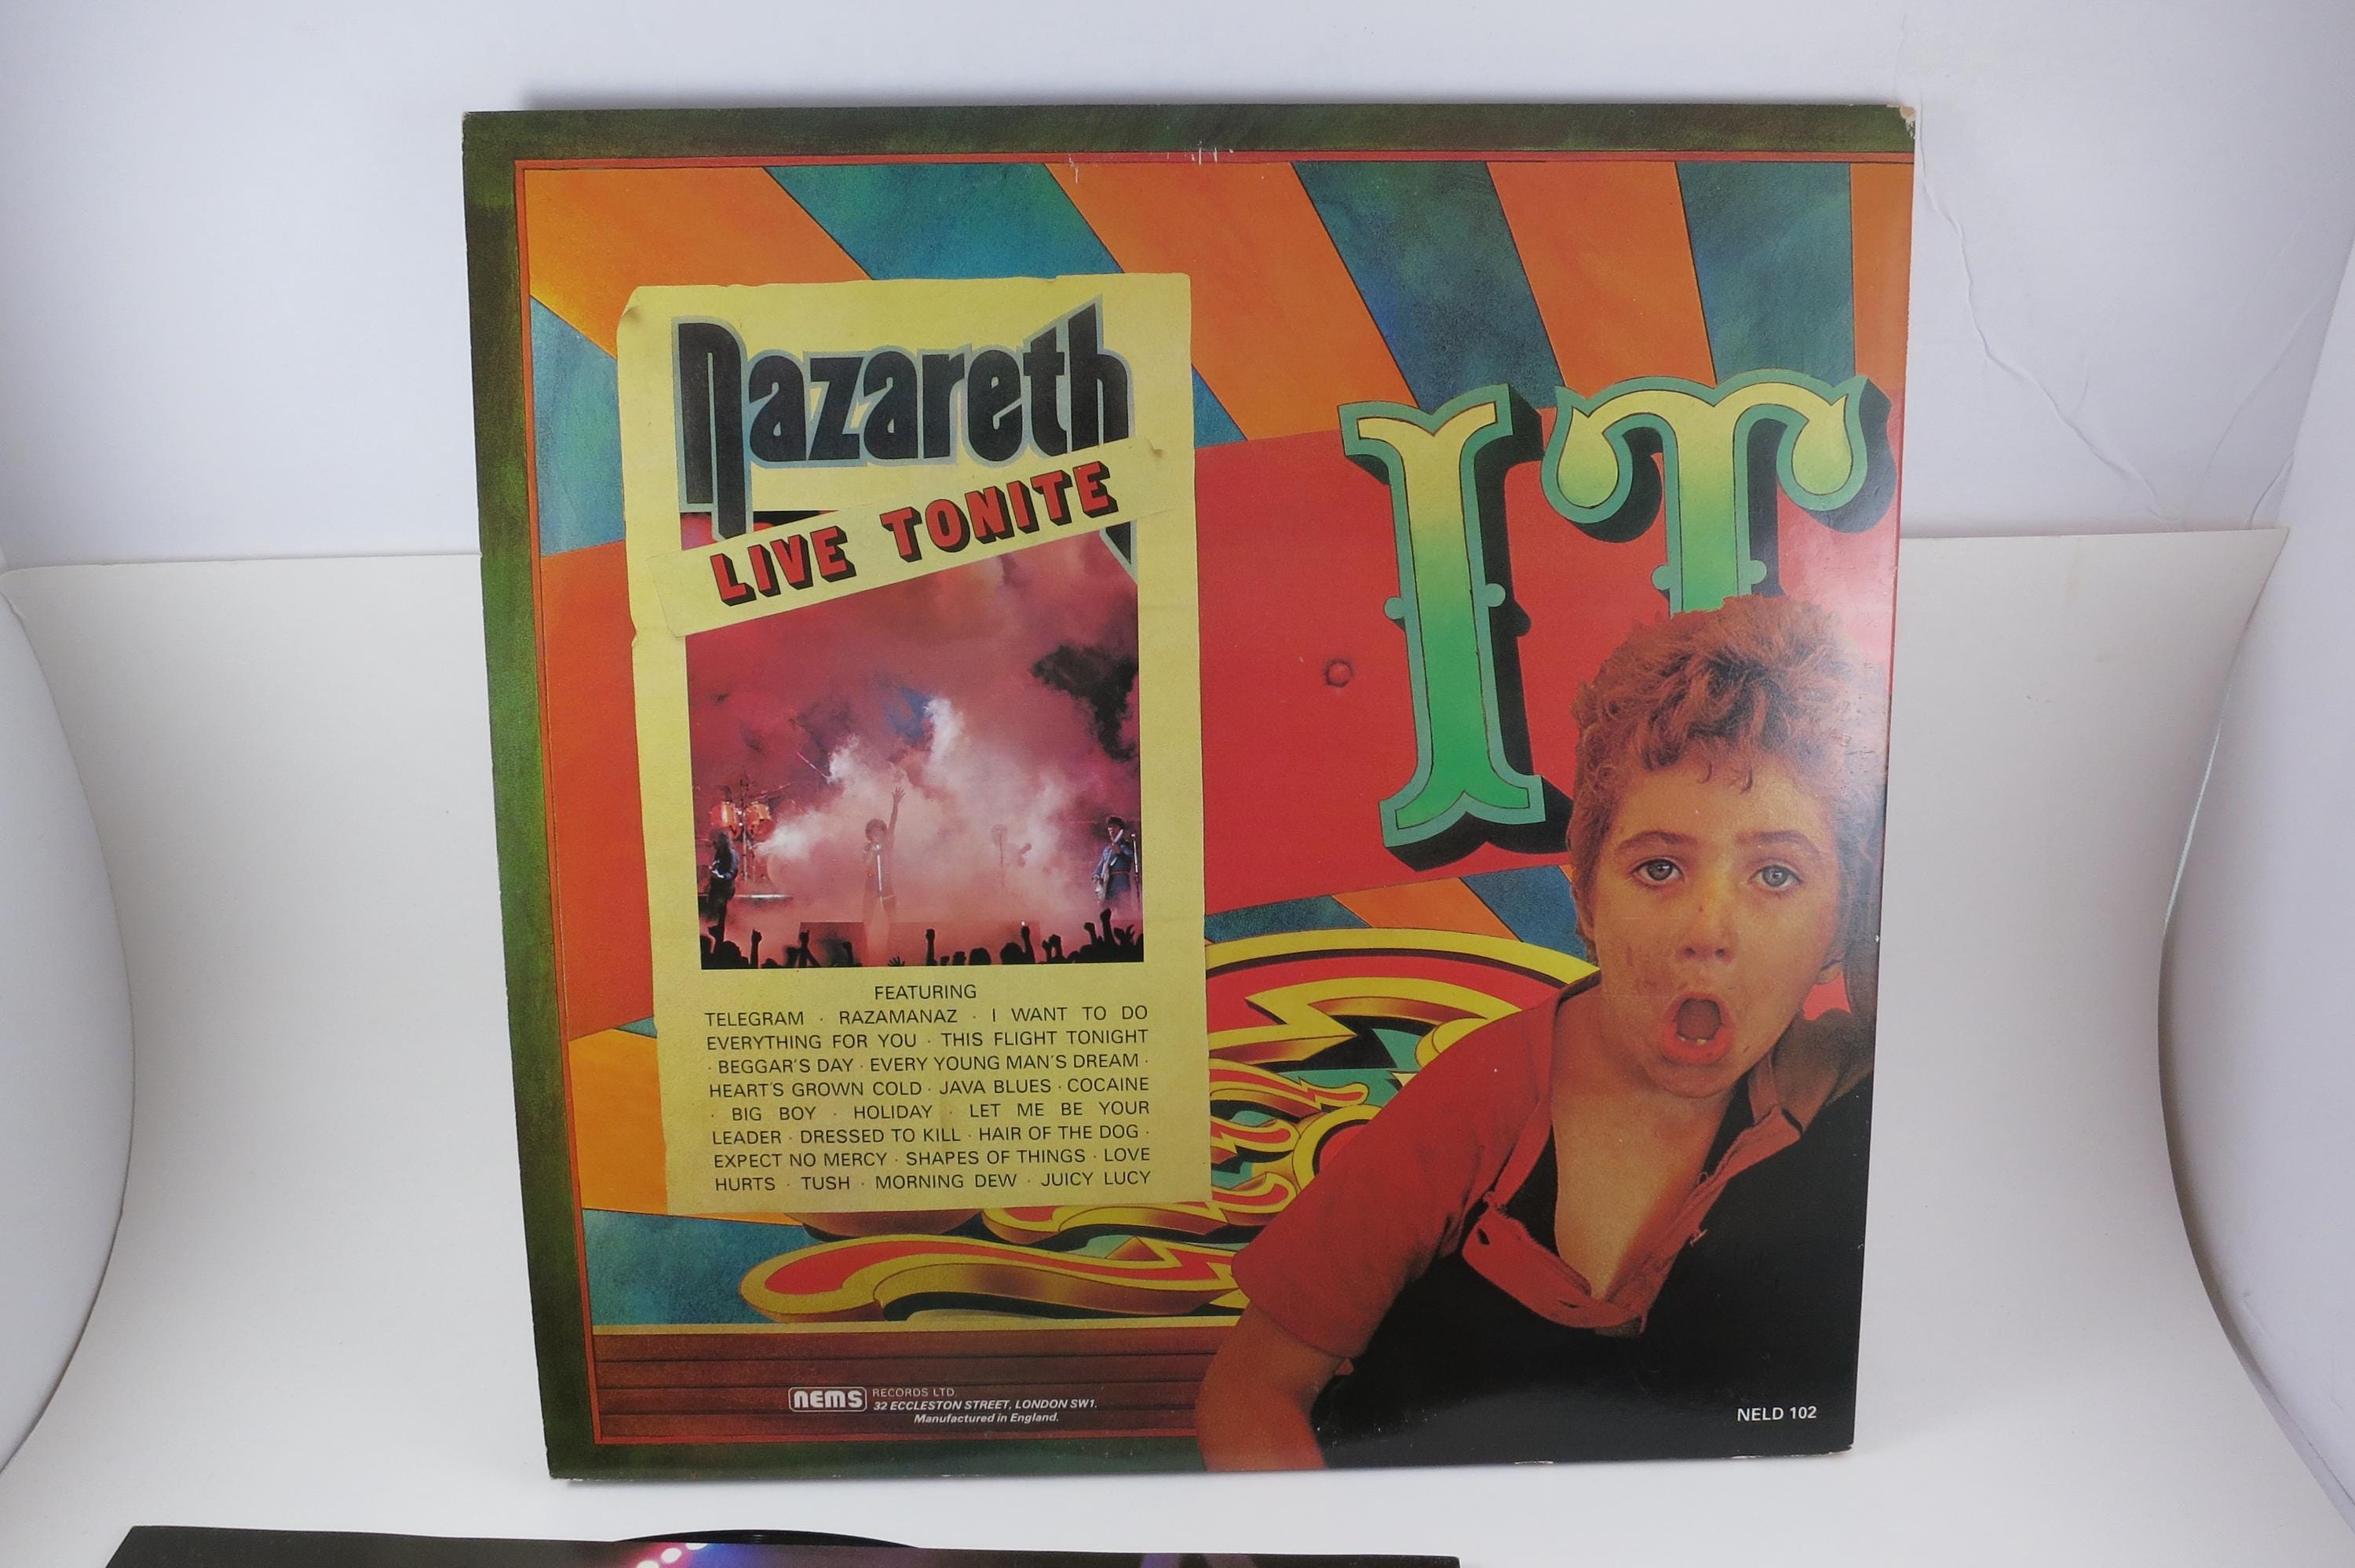 nazareth
LIVE TONITE
IT
FEATURING
TELEGRAM · RAZAMANAZ · I WANT TO DO
EVERYTHING FOR YOU · THIS FLIGHT TONIGHT
· BEGGAR'S DAY · EVERY YOUNG MAN'S DREAM ·
HEART'S GROWN COLD · JAVA BLUES · COCAINE
· BIG BOY · HOLIDAY · LET ME BE YOUR
LEADER · DRESSED TO KILL · HAIR OF THE DOG ·
EXPECT NO MERCY · SHAPES OF THINGS · LOVE
HURTS · TUSH · MORNING DEW · JUICY LUCY
nems RECORDS LTD.
32 ECCLESTON STREET, LONDON SW1.
Manufactured in England.
NELD 102